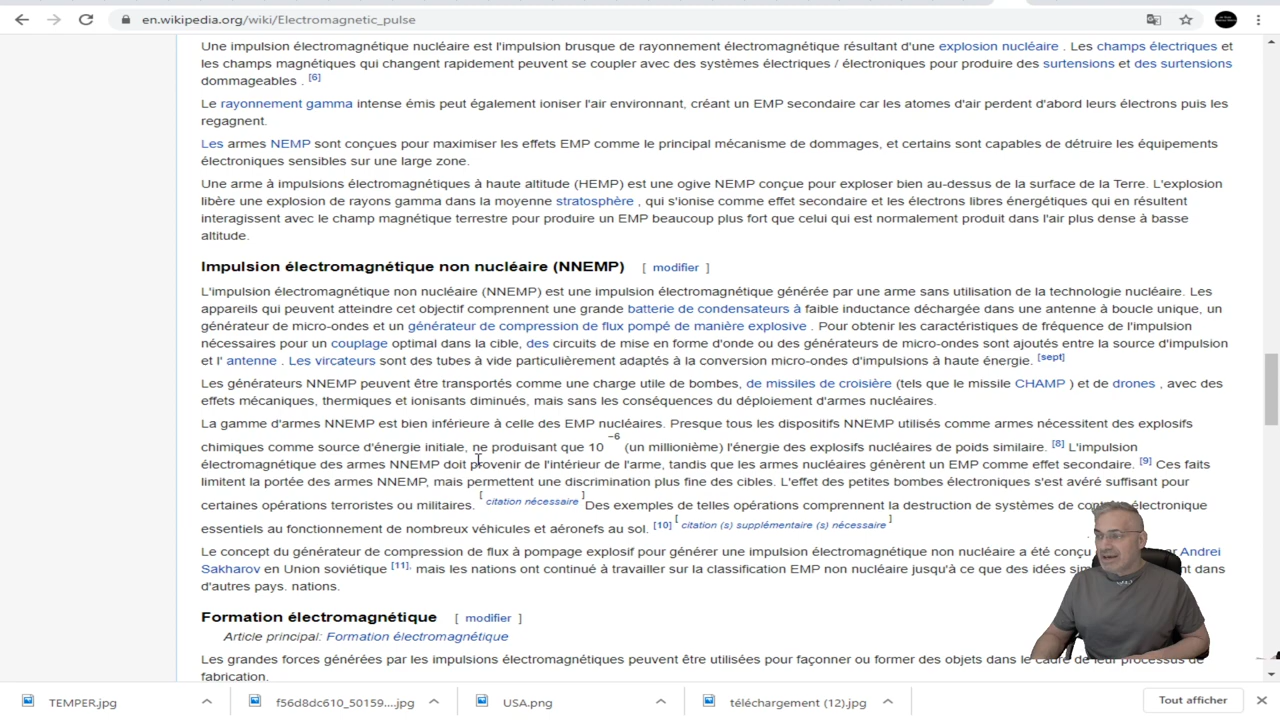 en.wikipedia.org/wiki/Electromagnetic_pulse
Une impulsion électromagnétique nucléaire est l'impulsion brusque de rayonnement électromagnétique résultant d'une explosion nucléaire . Les champs électriques et
les champs magnétiques qui changent rapidement peuvent se coupler avec des systèmes électriques / électroniques pour produire des surtensions et des surtensions
dommageables . [6]
Le rayonnement gamma intense émis peut également ioniser l'air environnant, créant un EMP secondaire car les atomes d'air perdent d'abord leurs électrons puis les
regagnent.
Les armes NEMP sont conçues pour maximiser les effets EMP comme le principal mécanisme de dommages, et certains sont capables de détruire les équipements
électroniques sensibles sur une large zone.
Une arme à impulsions électromagnétiques à haute altitude (HEMP) est une ogive NEMP conçue pour exploser bien au-dessus de la surface de la Terre. L'explosion
libère une explosion de rayons gamma dans la moyenne stratosphère , qui s'ionise comme effet secondaire et les électrons libres énergétiques qui en résultent
interagissent avec le champ magnétique terrestre pour produire un EMP beaucoup plus fort que celui qui est normalement produit dans l'air plus dense à basse
altitude.
Impulsion électromagnétique non nucléaire (NNEMP) [ modifier ]
L'impulsion électromagnétique non nucléaire (NNEMP) est une impulsion électromagnétique générée par une arme sans utilisation de la technologie nucléaire. Les
appareils qui peuvent atteindre cet objectif comprennent une grande batterie de condensateurs à faible inductance déchargée dans une antenne à boucle unique, un
générateur de micro-ondes et un générateur de compression de flux pompé de manière explosive . Pour obtenir les caractéristiques de fréquence de l'impulsion
nécessaires pour un couplage optimal dans la cible, des circuits de mise en forme d'onde ou des générateurs de micro-ondes sont ajoutés entre la source d'impulsion
et l' antenne . Les vircateurs sont des tubes à vide particulièrement adaptés à la conversion micro-ondes d'impulsions à haute énergie. [sept]
Les générateurs NNEMP peuvent être transportés comme une charge utile de bombes, de missiles de croisière (tels que le missile CHAMP ) et de drones , avec des
effets mécaniques, thermiques et ionisants diminués, mais sans les conséquences du déploiement d'armes nucléaires.
La gamme d'armes NNEMP est bien inférieure à celle des EMP nucléaires. Presque tous les dispositifs NNEMP utilisés comme armes nécessitent des explosifs
chimiques comme source d'énergie initiale, ne produisant que 10 −6 (un millionième) l'énergie des explosifs nucléaires de poids similaire. [8] L'impulsion
électromagnétique des armes NNEMP doit provenir de l'intérieur de l'arme, tandis que les armes nucléaires génèrent un EMP comme effet secondaire. [9] Ces faits
limitent la portée des armes NNEMP, mais permettent une discrimination plus fine des cibles. L'effet des petites bombes électroniques s'est avéré suffisant pour
certaines opérations terroristes ou militaires. [ citation nécessaire ] Des exemples de telles opérations comprennent la destruction de systèmes de électronique
essentiels au fonctionnement de nombreux véhicules et aéronefs au sol. [10] [ citation (s) supplémentaire (s) nécessaire ]
Le concept du générateur de compression de flux à pompage explosif pour générer une impulsion électromagnétique non nucléaire a été conçu Andrei
Sakharov en Union soviétique [11], mais les nations ont continué à travailler sur la classification EMP non nucléaire jusqu'à ce que des idées dans
d'autres pays. nations.
Formation électromagnétique [ modifier ]
Article principal: Formation électromagnétique
Les grandes forces générées par les impulsions électromagnétiques peuvent être utilisées pour façonner ou former des objets dans le cadre de leur processus de
fabrication.
TEMPER.jpg f56d8dc610_50159....jpg USA.png téléchargement (12).jpg Tout afficher